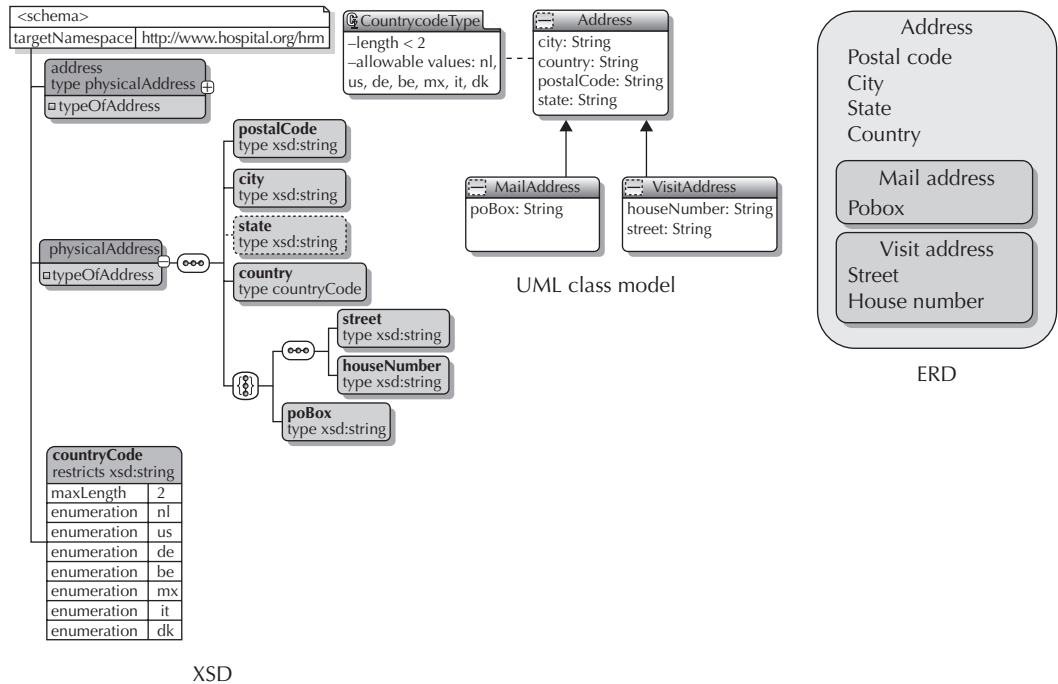 <schema>
targetNamespace http://www.hospital.org/hrm
address
type physicalAddress
typeOfAddress
physicalAddress
typeOfAddress
postalCode
type xsd:string
city
type xsd:string
state
type xsd:string
country
type countryCode
street
type xsd:string
houseNumber
type xsd:string
poBox
type xsd:string
countryCode
restricts xsd:string
maxLength 2
enumeration nl
enumeration us
enumeration de
enumeration be
enumeration mx
enumeration it
enumeration dk
XSD
CountrycodeType
–length < 2
–allowable values: nl,
us, de, be, mx, it, dk
Address
city: String
country: String
postalCode: String
state: String
MailAddress
poBox: String
VisitAddress
houseNumber: String
street: String
UML class model
Address
Postal code
City
State
Country
Mail address
Pobox
Visit address
Street
House number
ERD